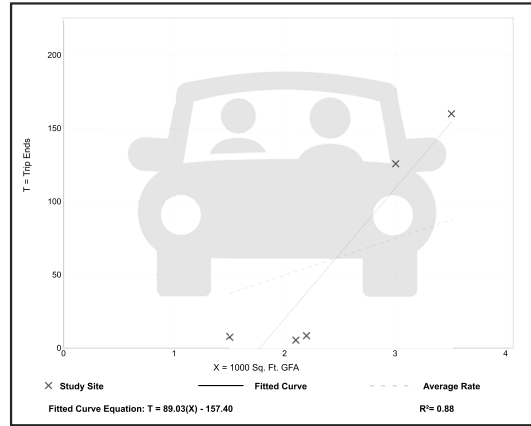 200
150
100
50
0
T = Trip Ends
0 1 2 3 4
X = 1000 Sq. Ft. GFA
Study Site Fitted Curve Average Rate
Fitted Curve Equation: T = 89.03(X) - 157.40 R²= 0.88